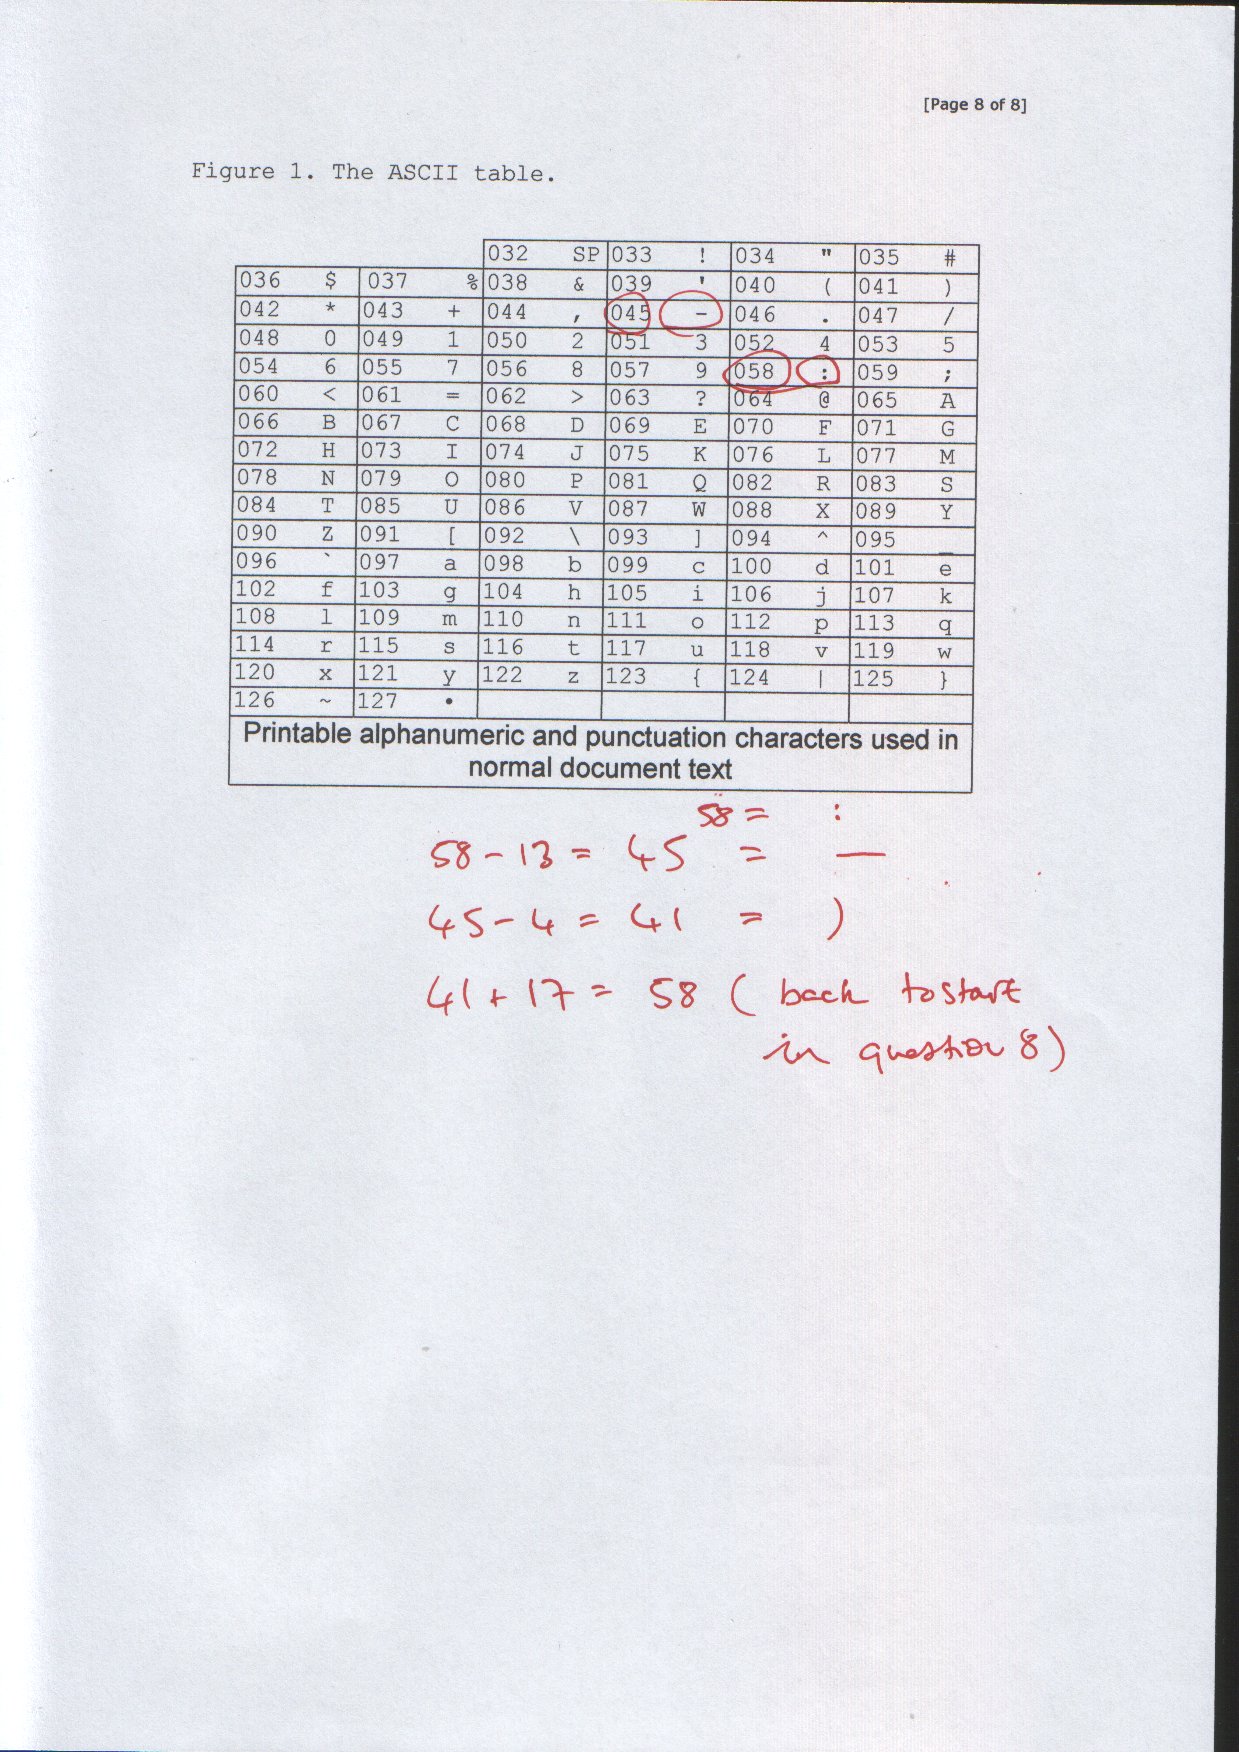 [Page 8 of 8]
Figure 1. The ASCII table.
032 SP 033 ! 034 " 035 #
036 $ 037 % 038 & 039 ' 040 ( 041 )
042 * 043 + 044 , 045 - 046 . 047 /
048 0 049 1 050 2 051 3 052 4 053 5
054 6 055 7 056 8 057 9 058 : 059 ;
060 < 061 = 062 > 063 ? 064 @ 065 A
066 B 067 C 068 D 069 E 070 F 071 G
072 H 073 I 074 J 075 K 076 L 077 M
078 N 079 O 080 P 081 Q 082 R 083 S
084 T 085 U 086 V 087 W 088 X 089 Y
090 Z 091 [ 092 \ 093 ] 094 ^ 095 _
096 ` 097 a 098 b 099 c 100 d 101 e
102 f 103 g 104 h 105 i 106 j 107 k
108 l 109 m 110 n 111 o 112 p 113 q
114 r 115 s 116 t 117 u 118 v 119 w
120 x 121 y 122 z 123 { 124 | 125 }
126 ~ 127 •
Printable alphanumeric and punctuation characters used in
normal document text
58 = :
58 - 13 = 45 = —
45 - 4 = 41 = )
41 + 17 = 58 ( back to start
in question 8)